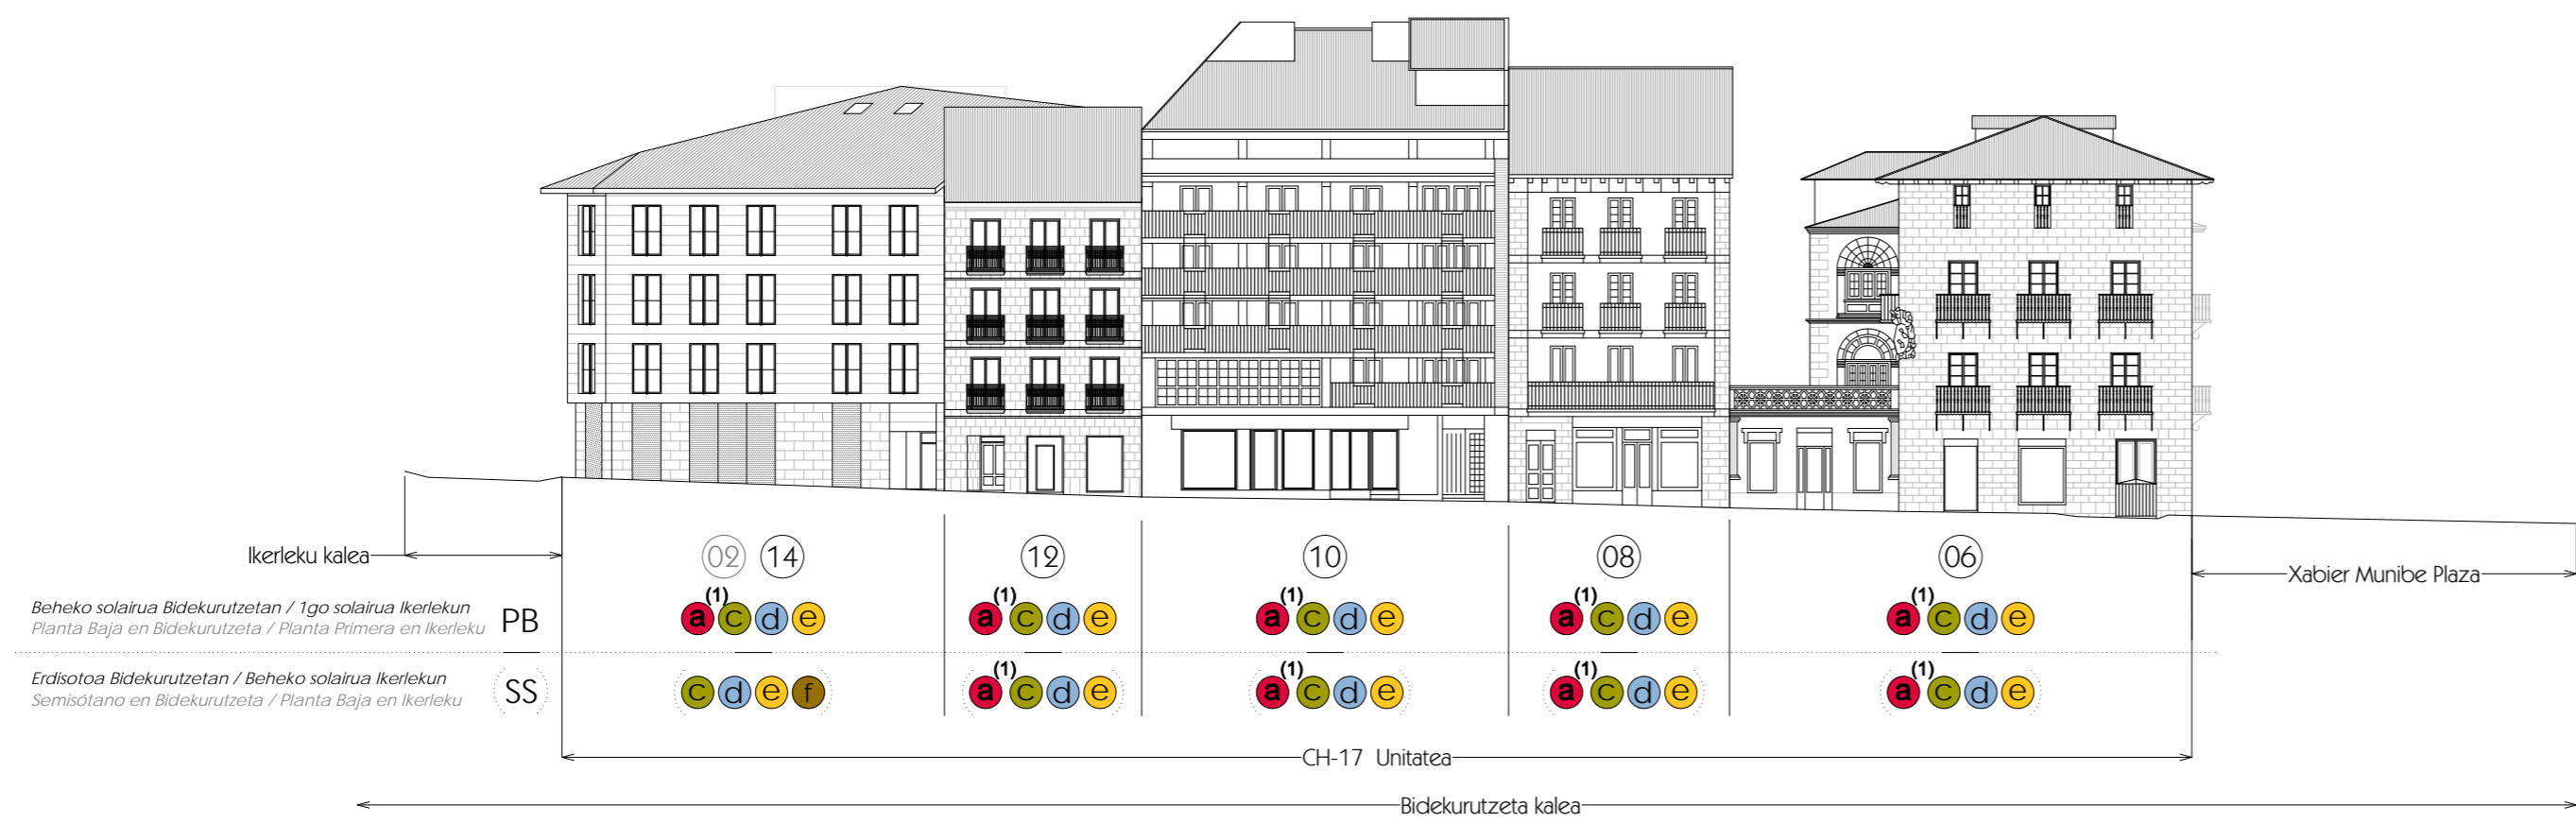 Ikerleku kalea
02 14 12 10 08 06
Xabier Munibe Plaza
Beheko solairua Bidekurutzetan / 1go solairua Ikerlekun
Planta Baja en Bidekurutzeta / Planta Primera en Ikerleku
PB
a (1) c d e a (1) c d e a (1) c d e a (1) c d e a (1) c d e
Erdisotoa Bidekurutzetan / Beheko solairua Ikerlekun
Semisótano en Bidekurutzeta / Planta Baja en Ikerleku
(SS)
(c d e f) (a (1) c d e) (a (1) c d e) (a (1) c d e) (a (1) c d e)
CH-17 Unitatea
Bidekurutzeta kalea